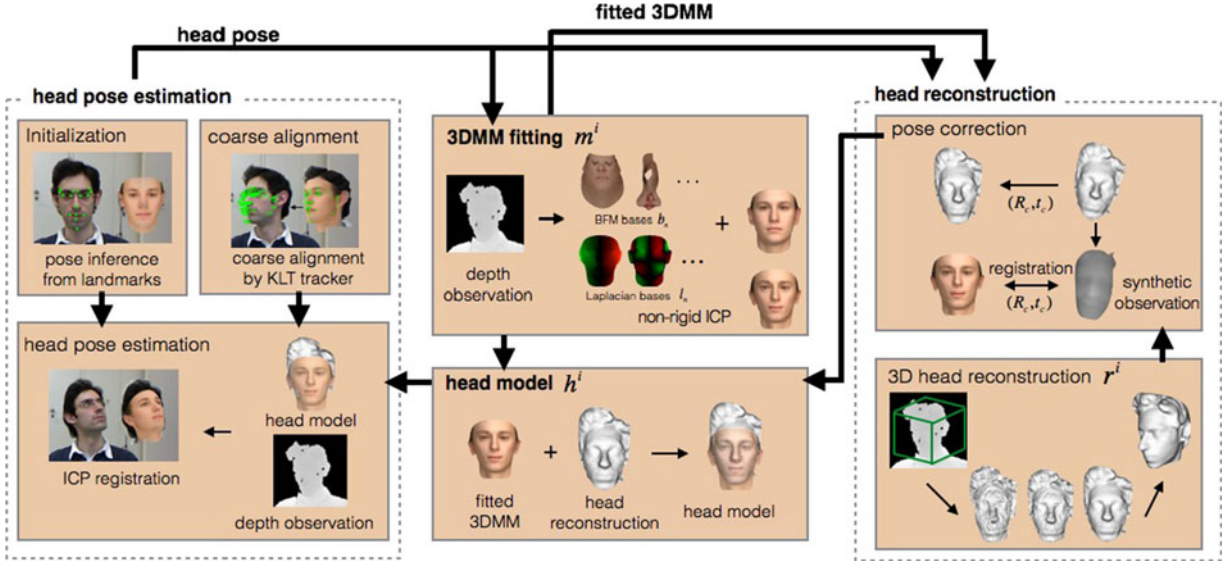 fitted 3DMM
head pose
head pose estimation
Initialization
pose inference
from landmarks
coarse alignment
coarse alignment
by KLT tracker
head pose estimation
head model
ICP registration
depth observation
3DMM fitting m^i
depth
observation
BFM bases b_n
...
+
Laplacian bases l_n
...
non-rigid ICP
head model h^i
+
fitted
3DMM
head
reconstruction
head model
head reconstruction
pose correction
(R_c, t_c)
registration
(R_c, t_c)
synthetic
observation
3D head reconstruction r^i